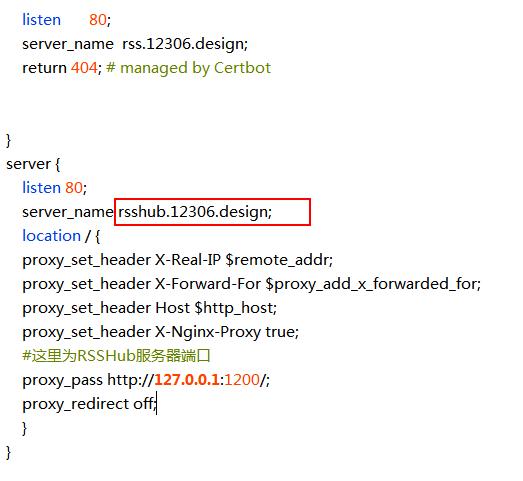 listen 80;
server_name rss.12306.design;
return 404; # managed by Certbot
}
server {
listen 80;
server_name rsshub.12306.design;
location / {
proxy_set_header X-Real-IP $remote_addr;
proxy_set_header X-Forward-For $proxy_add_x_forwarded_for;
proxy_set_header Host $http_host;
proxy_set_header X-Nginx-Proxy true;
#这里为RSSHub服务器端口
proxy_pass http://127.0.0.1:1200/;
proxy_redirect off;
}
}